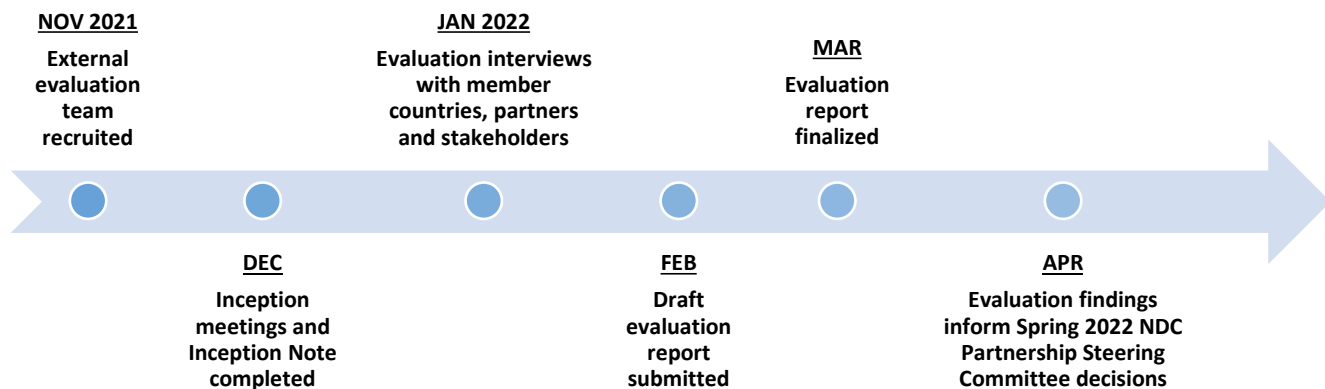 NOV 2021
External
evaluation
team
recruited
DEC
Inception
meetings and
Inception Note
completed
JAN 2022
Evaluation interviews
with member
countries, partners
and stakeholders
FEB
Draft
evaluation
report
submitted
MAR
Evaluation
report
finalized
APR
Evaluation findings
inform Spring 2022 NDC
Partnership Steering
Committee decisions